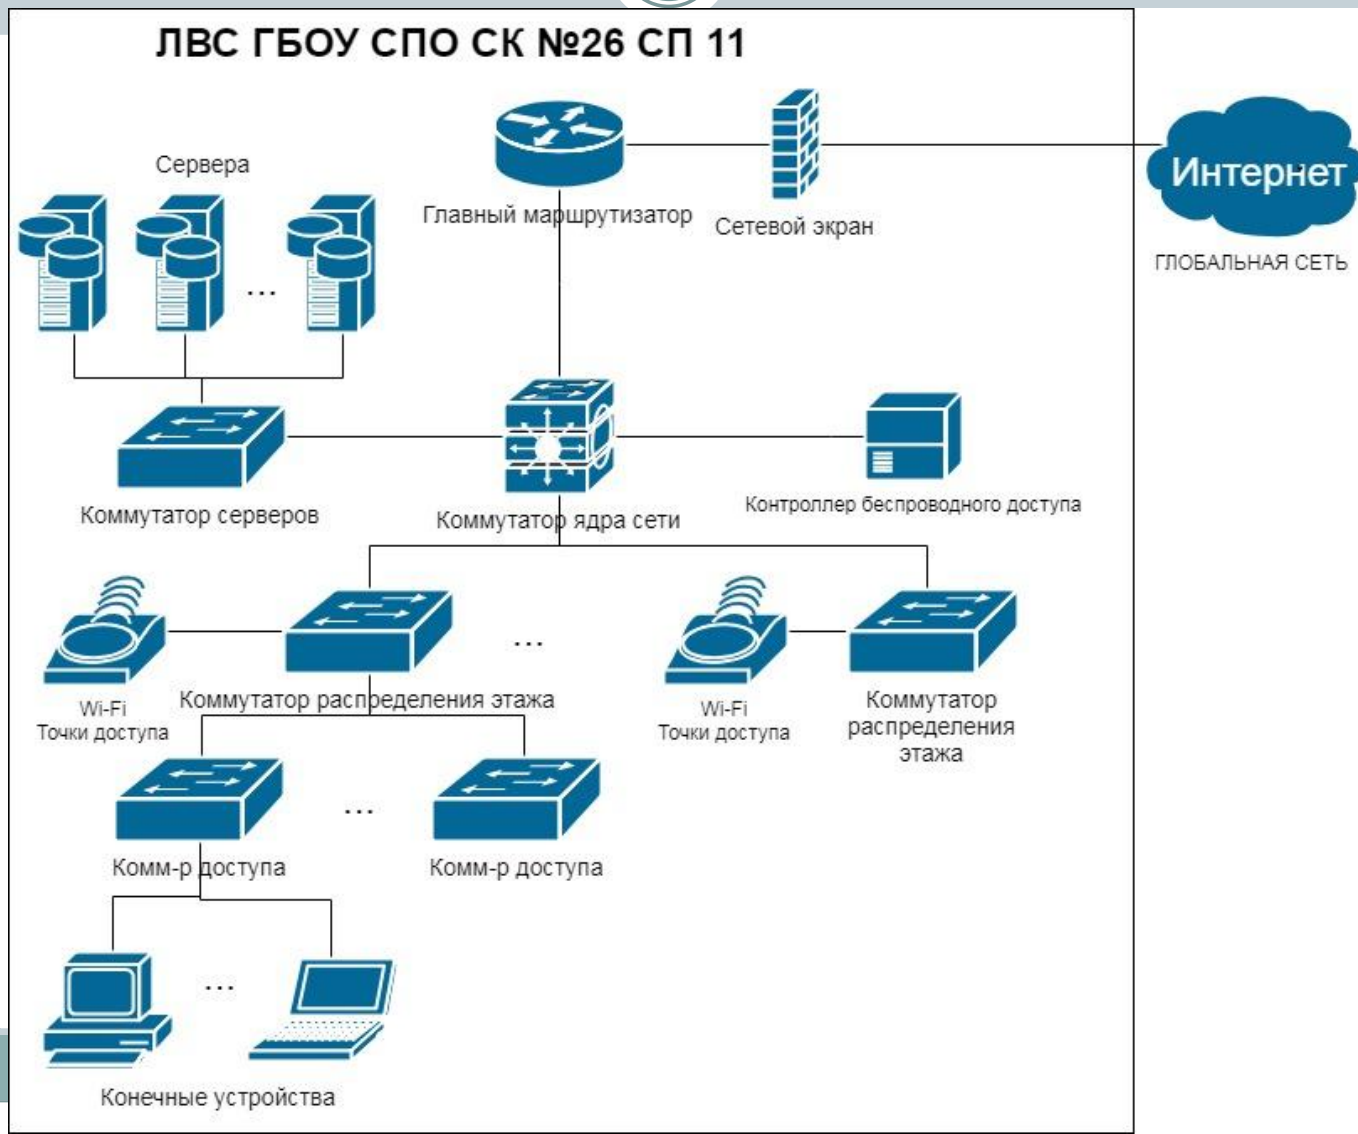 ЛВС ГБОУ СПО СК №26 СП 11
Сервера
Главный маршрутизатор
Сетевой экран
Интернет
ГЛОБАЛЬНАЯ СЕТЬ
...
Коммутатор серверов
Коммутатор ядра сети
Контроллер беспроводного доступа
...
Wi-Fi
Точки доступа
Коммутатор распределения этажа
Wi-Fi
Точки доступа
Коммутатор
распределения
этажа
...
Комм-р доступа
Комм-р доступа
...
Конечные устройства